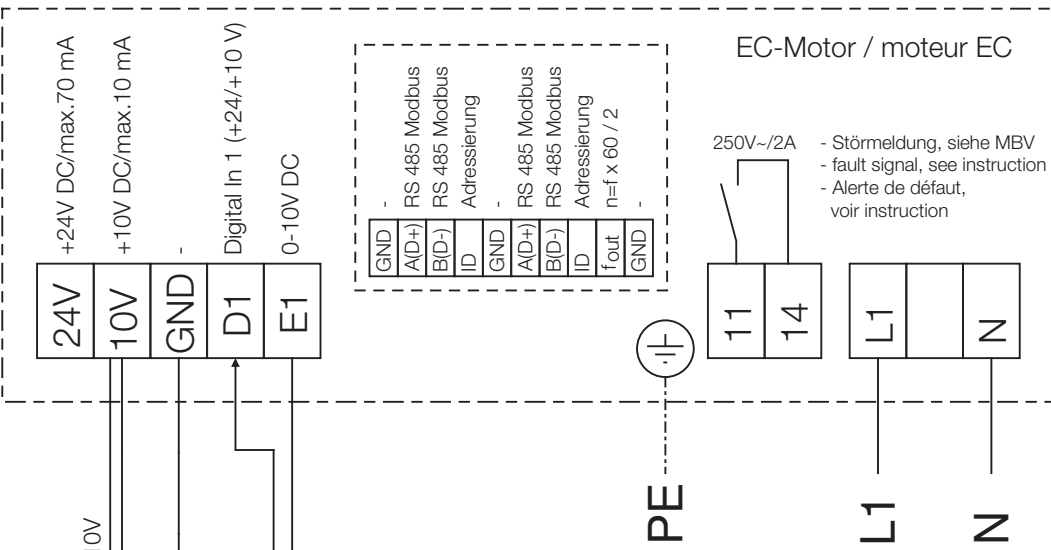 EC-Motor / moteur EC
+24V DC/max.70 mA
+10V DC/max.10 mA
-
Digital In 1 (+24/+10 V)
0-10V DC
24V
10V
GND
D1
E1
-
RS 485 Modbus
RS 485 Modbus
Adressierung
-
RS 485 Modbus
RS 485 Modbus
Adressierung
n=f x 60 / 2
-
GND
A(D+)
B(D-)
ID
GND
A(D+)
B(D-)
ID
fout
GND
250V~/2A
- Störmeldung, siehe MBV
- fault signal, see instruction
- Alerte de défaut,
voir instruction
11
14
L1
N
PE
L1
N